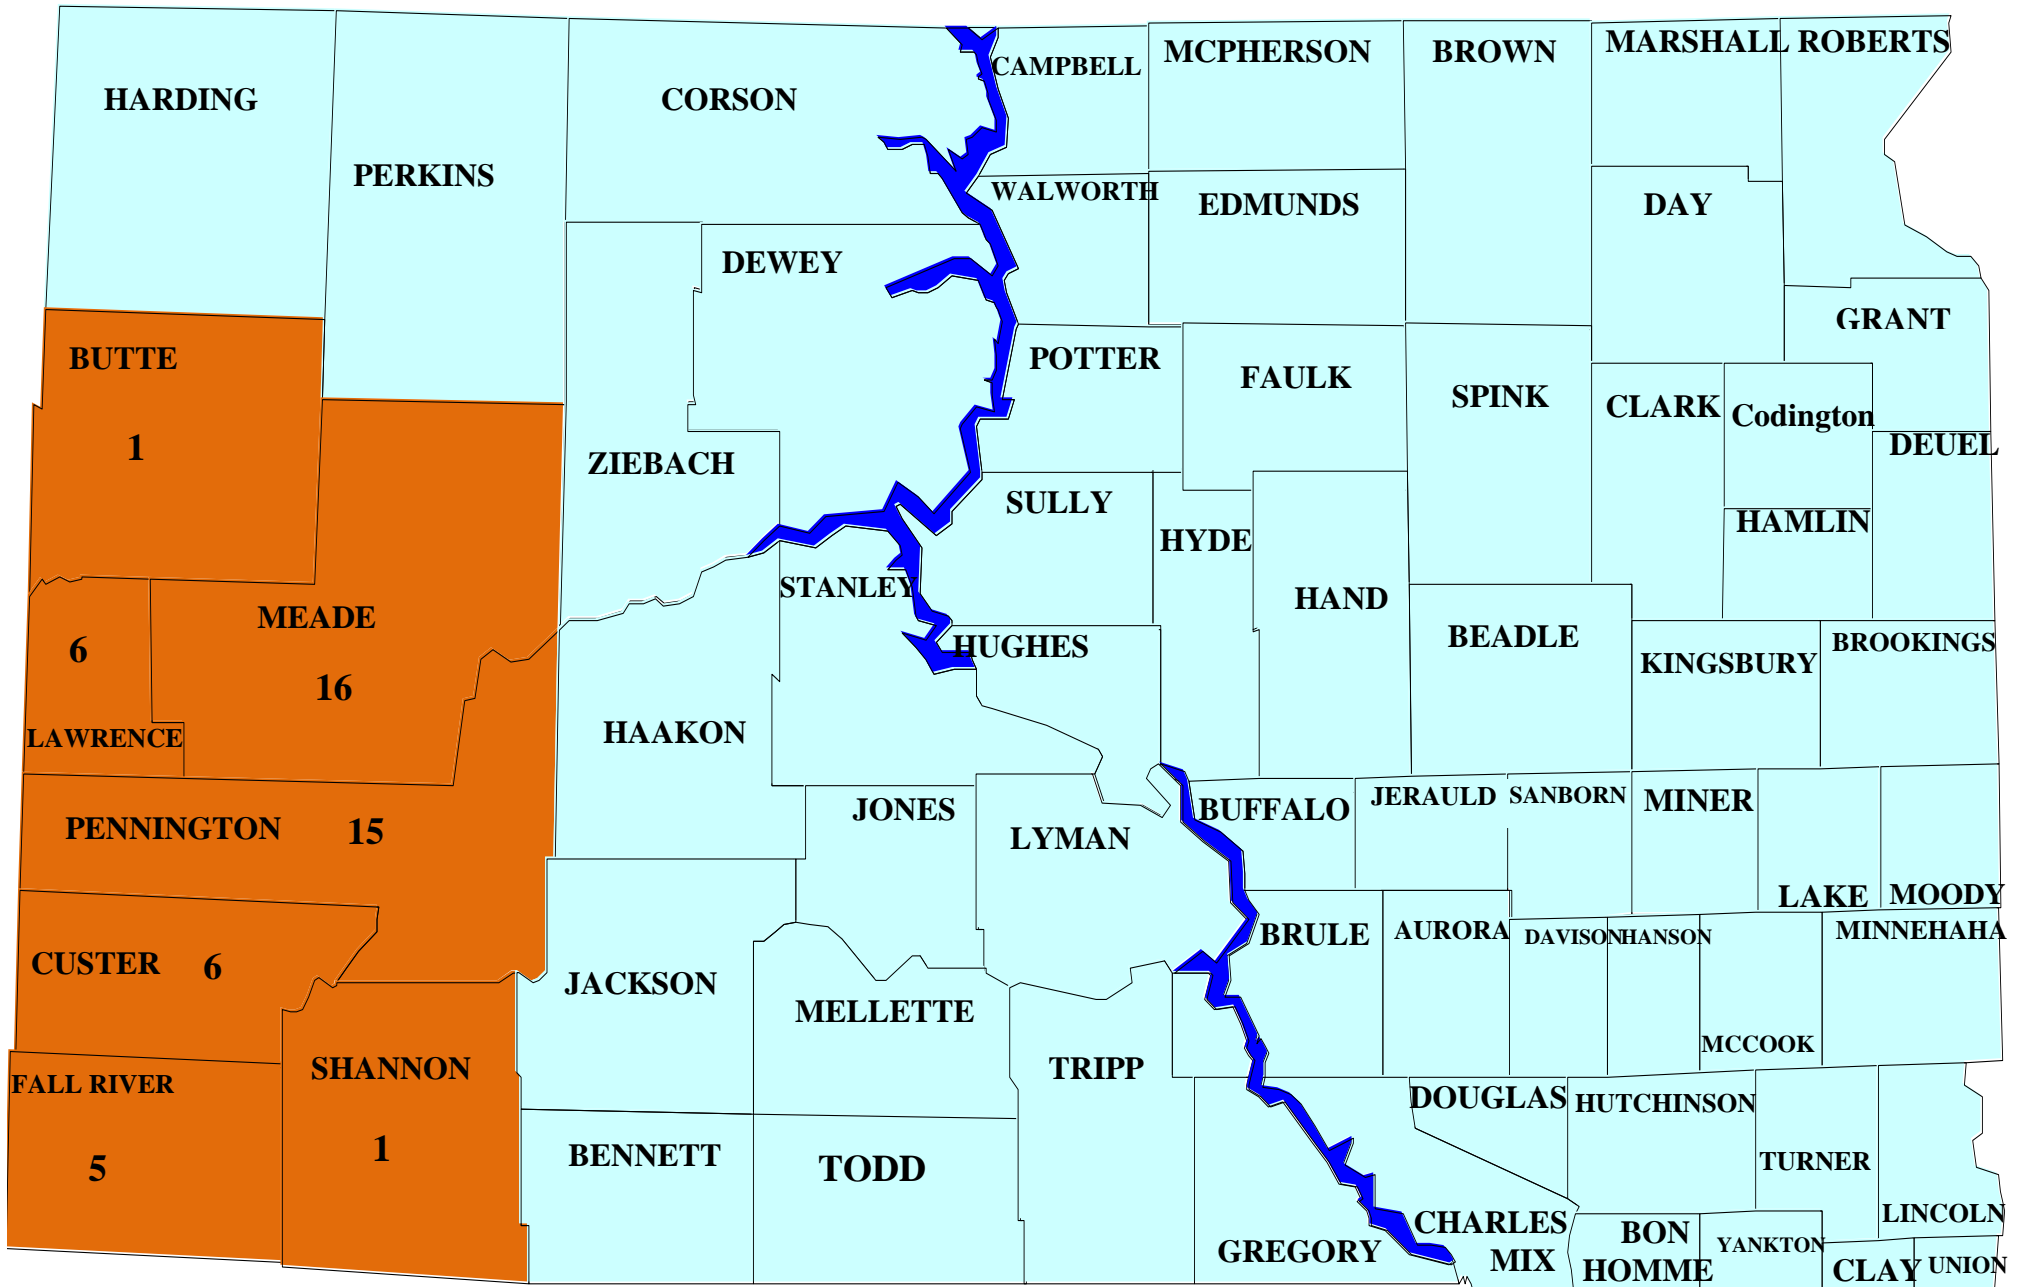 HARDING
PERKINS
CORSON
CAMPBELL
MCPHERSON
BROWN
MARSHALL
ROBERTS
WALWORTH
EDMUNDS
DAY
DEWEY
GRANT
BUTTE
1
ZIEBACH
POTTER
FAULK
SPINK
CLARK
Codington
DEUEL
SULLY
HYDE
HAMLIN
MEADE
16
6
LAWRENCE
STANLEY
HUGHES
HAND
BEADLE
KINGSBURY
BROOKINGS
HAAKON
PENNINGTON 15
JONES
LYMAN
BUFFALO
JERAULD
SANBORN
MINER
LAKE
MOODY
CUSTER 6
JACKSON
MELLETTE
BRULE
AURORA
DAVISON
HANSON
MCCOOK
MINNEHAHA
FALL RIVER
5
SHANNON
1
BENNETT
TODD
TRIPP
GREGORY
DOUGLAS
CHARLES
MIX
HUTCHINSON
TURNER
LINCOLN
BON
HOMME
YANKTON
CLAY
UNION